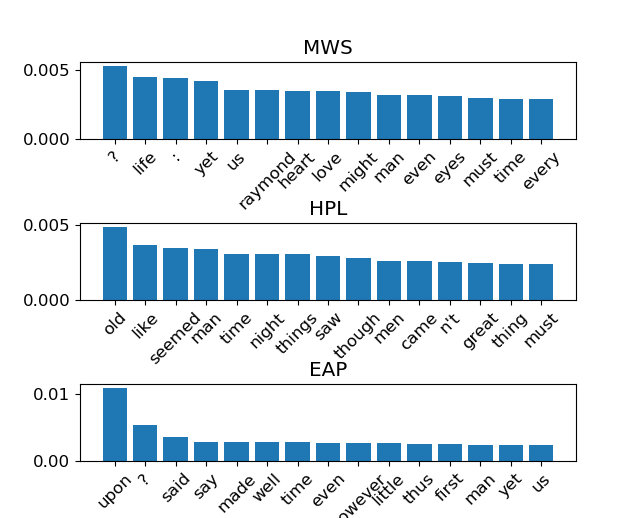 MWS
0.005
0.000
? life : yet us raymond heart love might man even eyes must time every
HPL
0.005
0.000
old like seemed man time night things saw though men came n't great thing must
EAP
0.01
0.00
upon ? said say made well time even owever little thus first man yet us